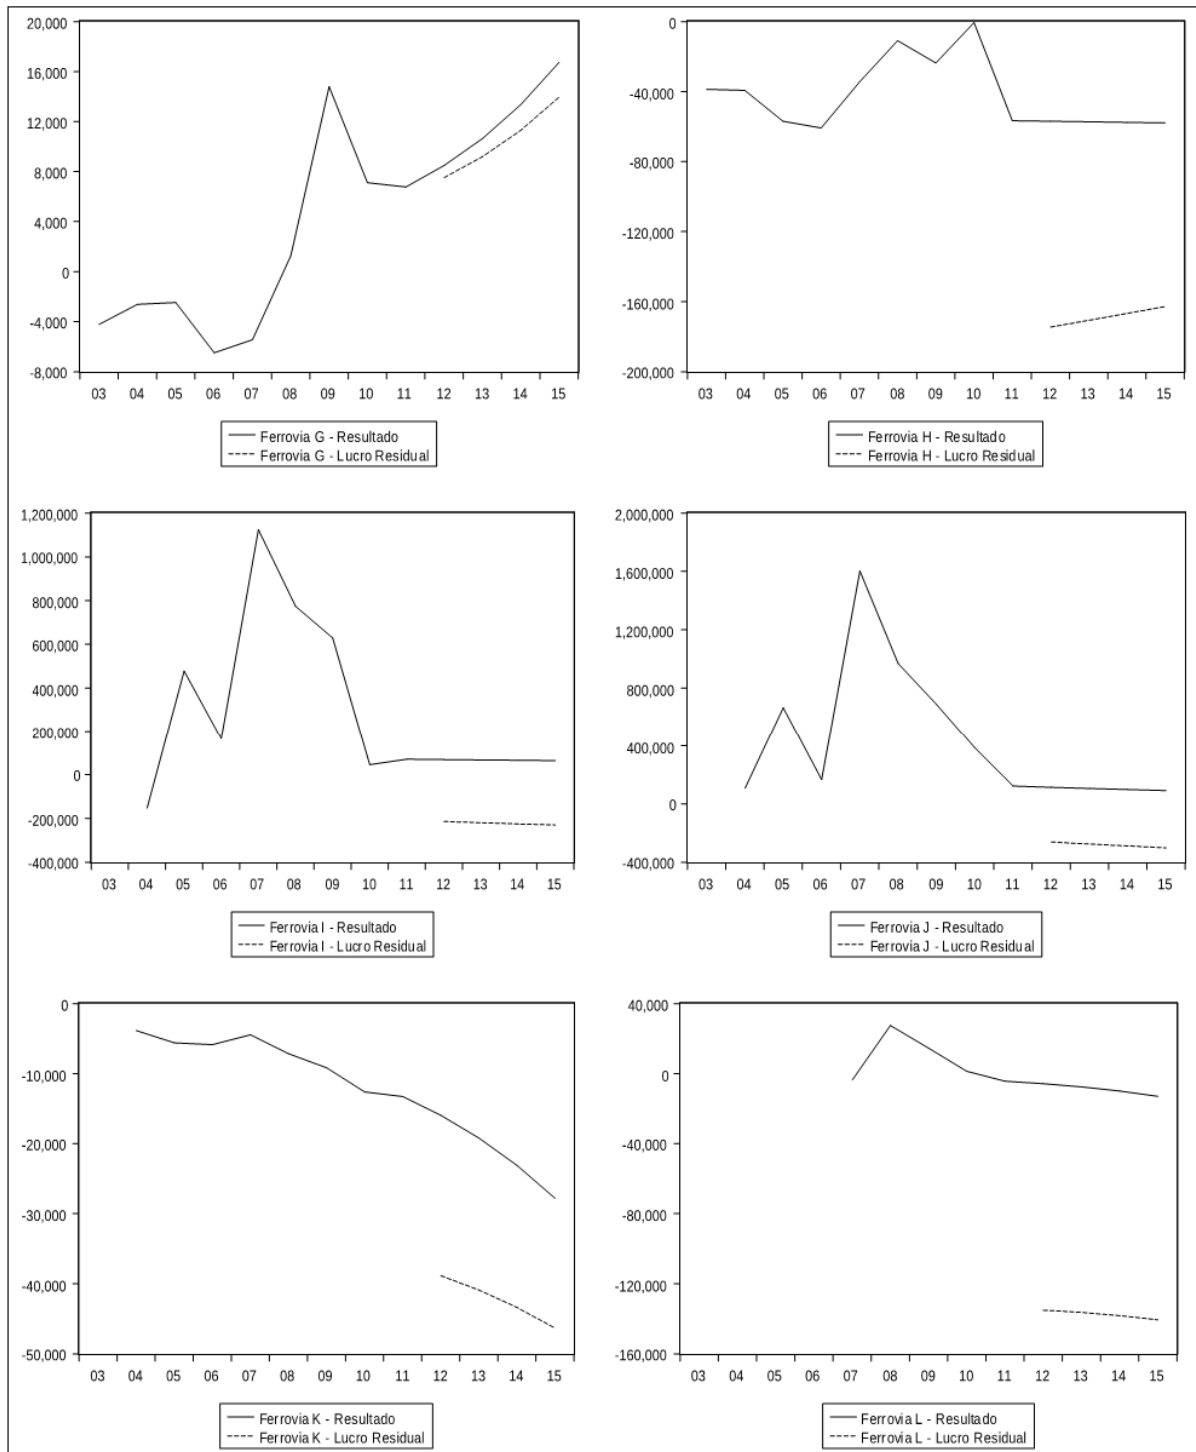 20,000
16,000
12,000
8,000
4,000
0
-4,000
-8,000
03 04 05 06 07 08 09 10 11 12 13 14 15
Ferrovia G - Resultado
Ferrovia G - Lucro Residual
0
-40,000
-80,000
-120,000
-160,000
-200,000
03 04 05 06 07 08 09 10 11 12 13 14 15
Ferrovia H - Resultado
Ferrovia H - Lucro Residual
1,200,000
1,000,000
800,000
600,000
400,000
200,000
0
-200,000
-400,000
03 04 05 06 07 08 09 10 11 12 13 14 15
Ferrovia I - Resultado
Ferrovia I - Lucro Residual
2,000,000
1,600,000
1,200,000
800,000
400,000
0
-400,000
03 04 05 06 07 08 09 10 11 12 13 14 15
Ferrovia J - Resultado
Ferrovia J - Lucro Residual
0
-10,000
-20,000
-30,000
-40,000
-50,000
03 04 05 06 07 08 09 10 11 12 13 14 15
Ferrovia K - Resultado
Ferrovia K - Lucro Residual
40,000
0
-40,000
-80,000
-120,000
-160,000
03 04 05 06 07 08 09 10 11 12 13 14 15
Ferrovia L - Resultado
Ferrovia L - Lucro Residual